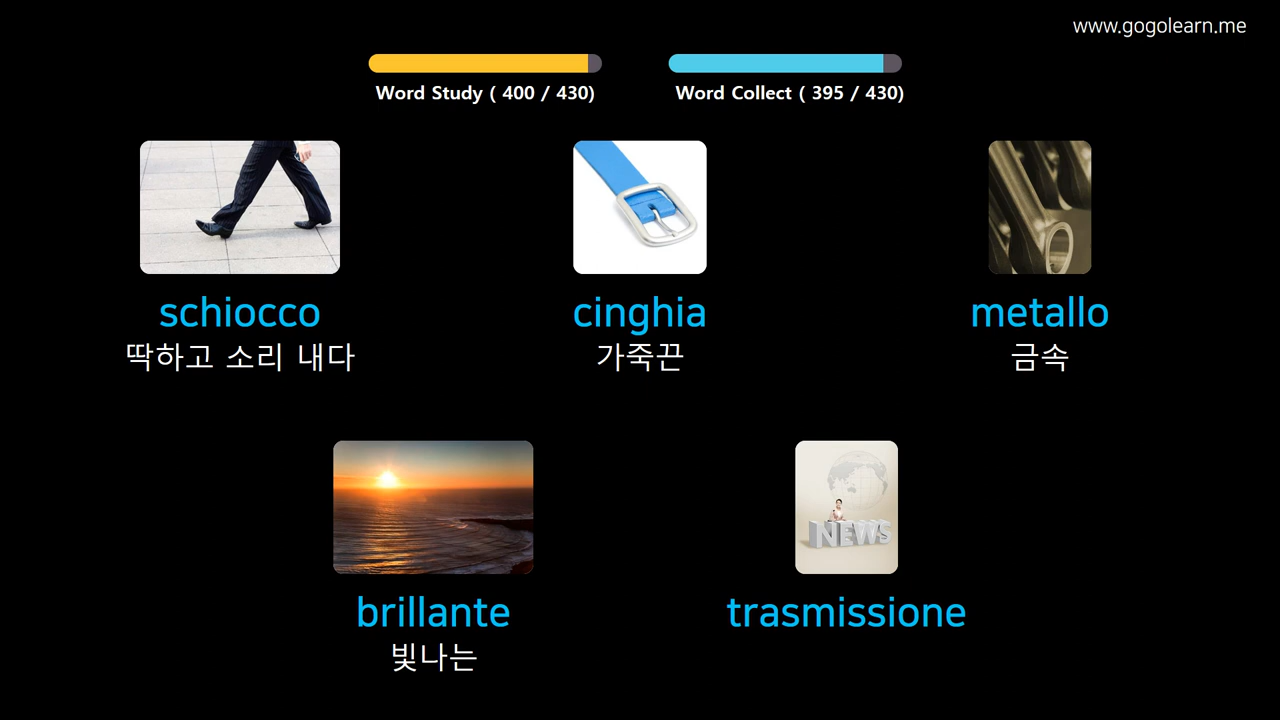 www.gogolearn.me
Word Study ( 400 / 430)
Word Collect ( 395 / 430)
schiocco
딱하고 소리 내다
cinghia
가죽끈
metallo
금속
brillante
빛나는
NEWS
trasmissione